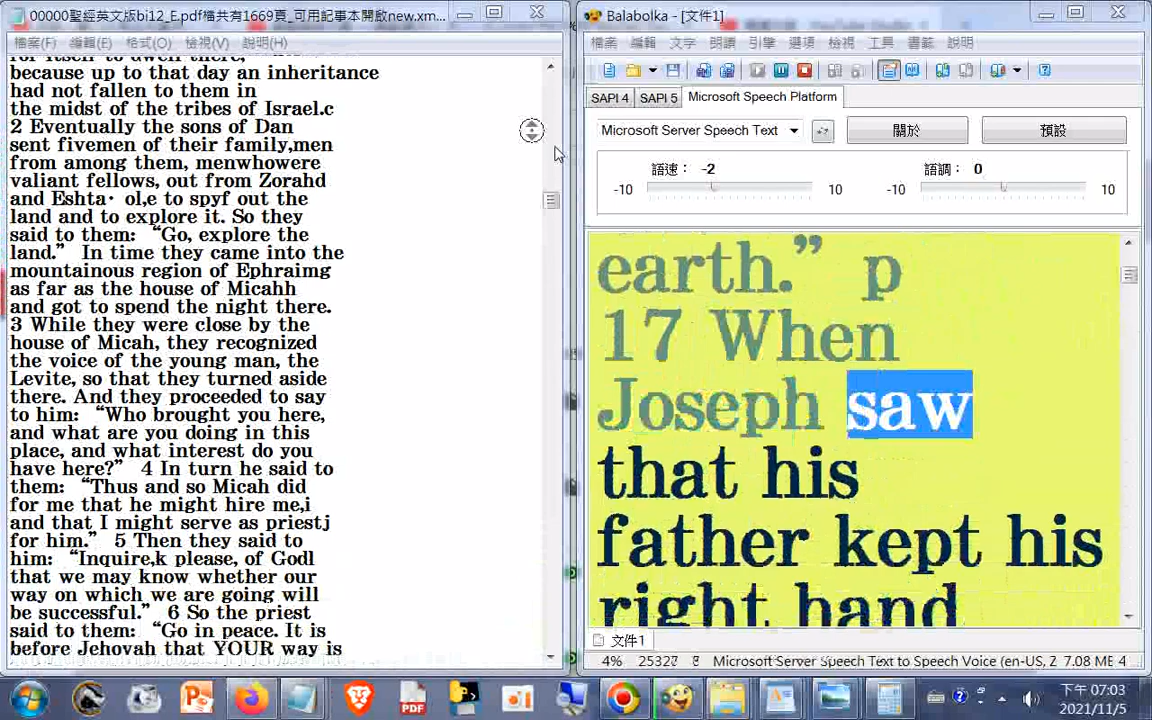 00000聖經英文版bi12_E.pdf檔共有1669頁_可用記事本開啟new.xm...
檔案(F) 編輯(E) 格式(O) 檢視(V) 說明(H)
for itself to dwell there,
because up to that day an inheritance
had not fallen to them in
the midst of the tribes of Israel.c
2 Eventually the sons of Dan
sent fivemen of their family,men
from among them, menwhowere
valiant fellows, out from Zorahd
and Eshta· ol,e to spyf out the
land and to explore it. So they
said to them: “Go, explore the
land.” In time they came into the
mountainous region of Ephraimg
as far as the house of Micahh
and got to spend the night there.
3 While they were close by the
house of Micah, they recognized
the voice of the young man, the
Levite, so that they turned aside
there. And they proceeded to say
to him: “Who brought you here,
and what are you doing in this
place, and what interest do you
have here?” 4 In turn he said to
them: “Thus and so Micah did
for me that he might hire me,i
and that I might serve as priestj
for him.” 5 Then they said to
him: “Inquire,k please, of Godl
that we may know whether our
way on which we are going will
be successful.” 6 So the priest
said to them: “Go in peace. It is
before Jehovah that YOUR way is
Balabolka - [文件1]
檔案 編輯 文字 朗讀 引擎 選項 檢視 工具 書籤 說明
SAPI 4 SAPI 5 Microsoft Speech Platform
Microsoft Server Speech Text 關於 預設
語速: -2 語調: 0
-10 10 -10 10
earth.” p
17 When
Joseph saw
that his
father kept his
right hand
文件1
4% 25327 Microsoft Server Speech Text to Speech Voice (en-US, 2 7.08 ME 4
PDF
下午 07:03
2021/11/5